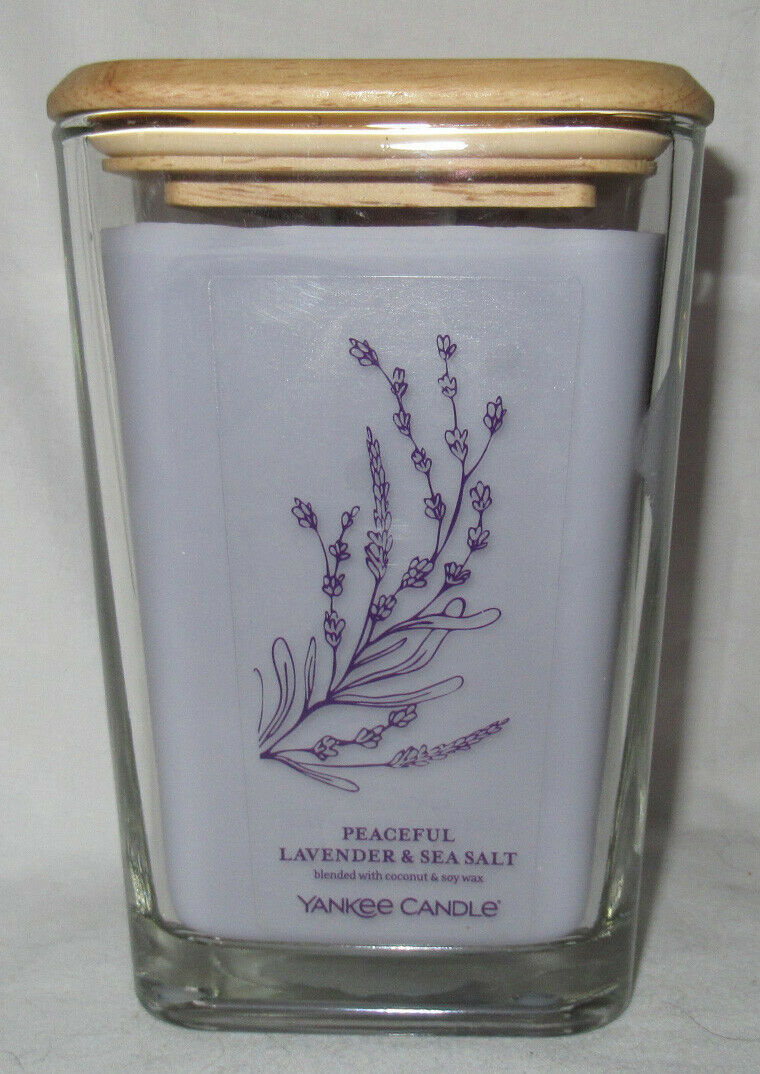 PEACEFUL
LAVENDER & SEA SALT
blended with coconut & soy wax
YANKEE CANDLE®